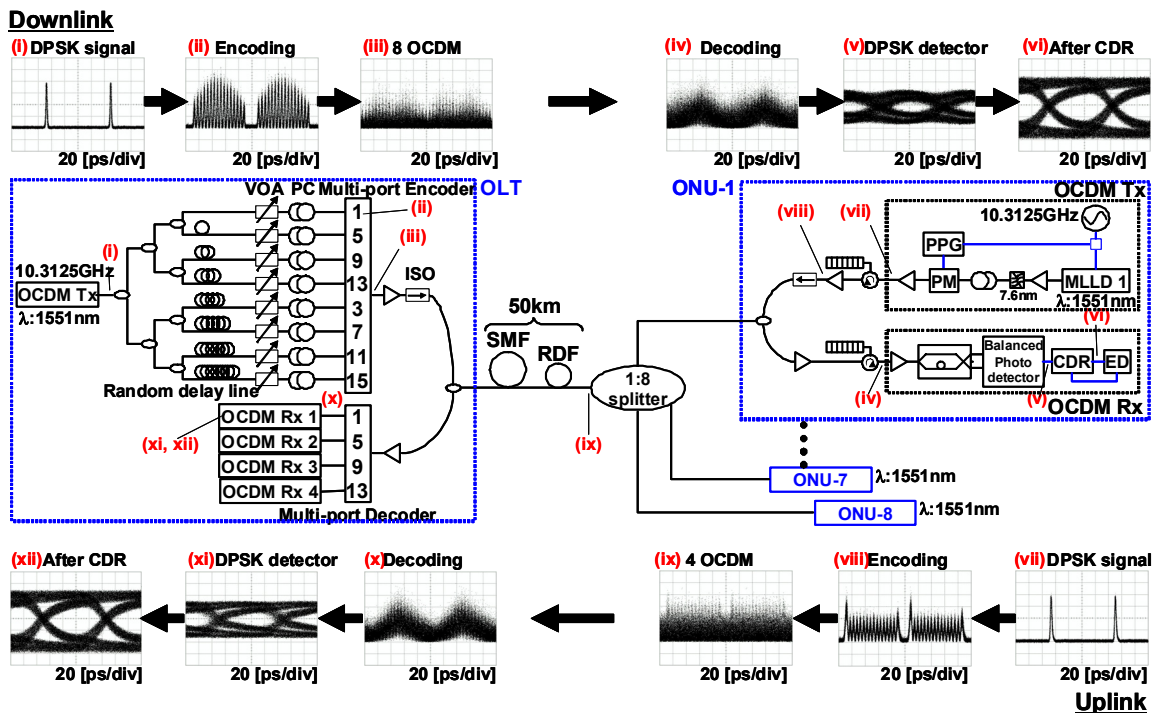 Downlink
(i) DPSK signal
(ii) Encoding
(iii) 8 OCDM
(iv) Decoding
(v) DPSK detector
(vi) After CDR
20 [ps/div]
20 [ps/div]
20 [ps/div]
20 [ps/div]
20 [ps/div]
20 [ps/div]
VOA PC Multi-port Encoder
OLT
1
5
9
13
3
7
11
15
(ii)
(iii)
(i)
10.3125GHz
OCDM Tx
λ:1551nm
ISO
Random delay line
(x)
(xi, xii)
OCDM Rx 1
OCDM Rx 2
OCDM Rx 3
OCDM Rx 4
1
5
9
13
Multi-port Decoder
50km
SMF
RDF
1:8
splitter
(ix)
ONU-1
OCDM Tx
10.3125GHz
(viii)
(vii)
PPG
PM
7.6nm
MLLD 1
λ:1551nm
(vi)
Balanced
Photo
detector
CDR
ED
(iv)
(v)
OCDM Rx
ONU-7
λ:1551nm
ONU-8
λ:1551nm
(xii) After CDR
(xi) DPSK detector
(x) Decoding
(ix) 4 OCDM
(viii) Encoding
(vii) DPSK signal
20 [ps/div]
20 [ps/div]
20 [ps/div]
20 [ps/div]
20 [ps/div]
20 [ps/div]
Uplink